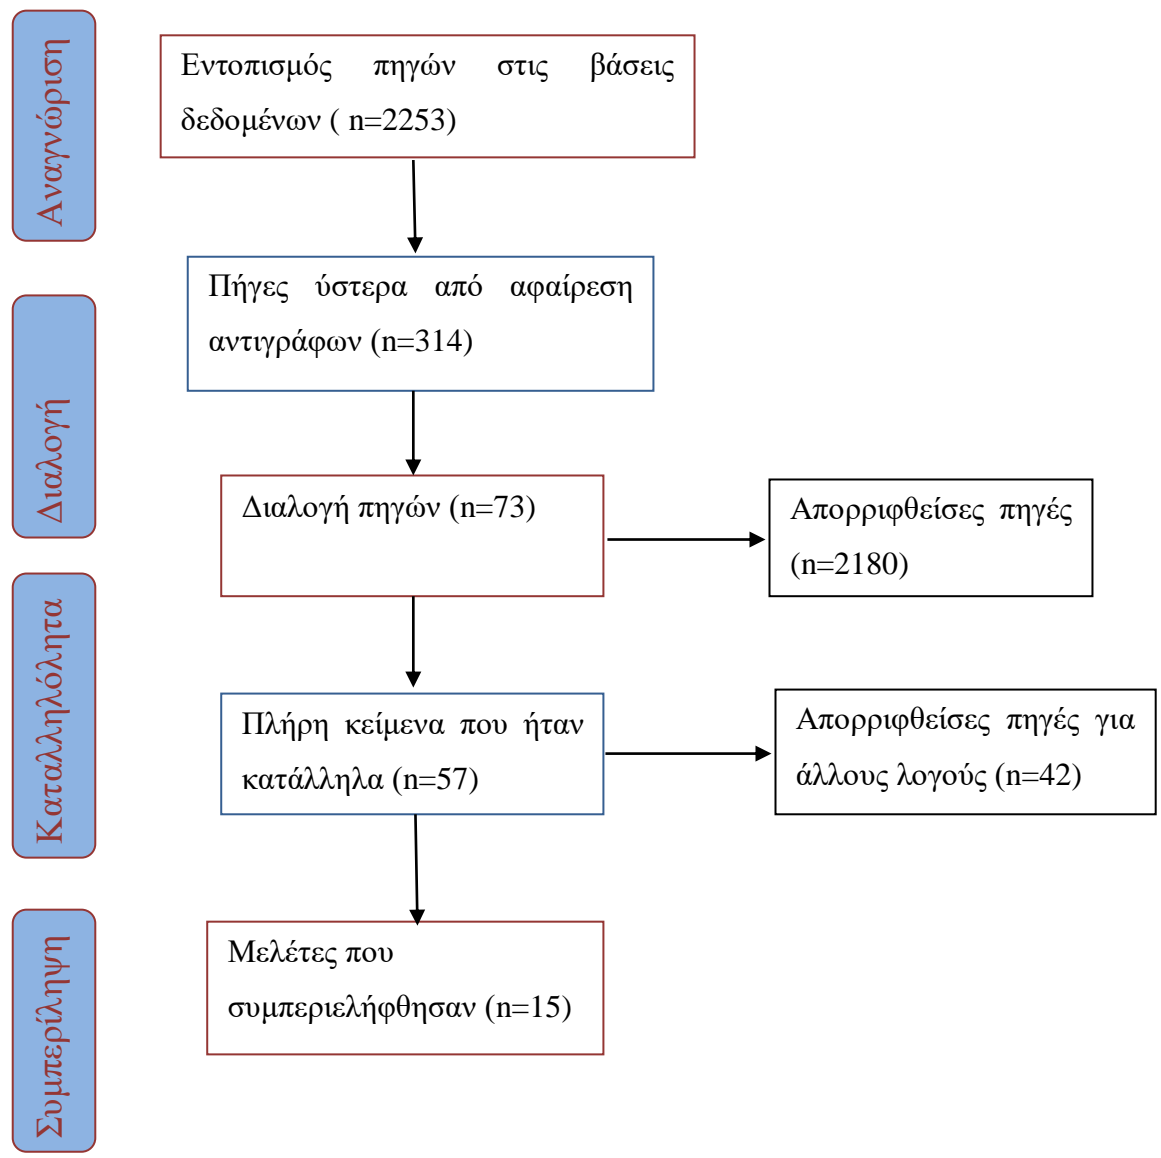 Αναγνώριση
Εντοπισμός πηγών στις βάσεις
δεδομένων ( n=2253)
Πήγες ύστερα από αφαίρεση
αντιγράφων (n=314)
Διαλογή
Διαλογή πηγών (n=73)
Απορριφθείσες πηγές
(n=2180)
Καταλληλόλητα
Πλήρη κείμενα που ήταν
κατάλληλα (n=57)
Απορριφθείσες πηγές για
άλλους λογούς (n=42)
Συμπερίληψη
Μελέτες που
συμπεριελήφθησαν (n=15)